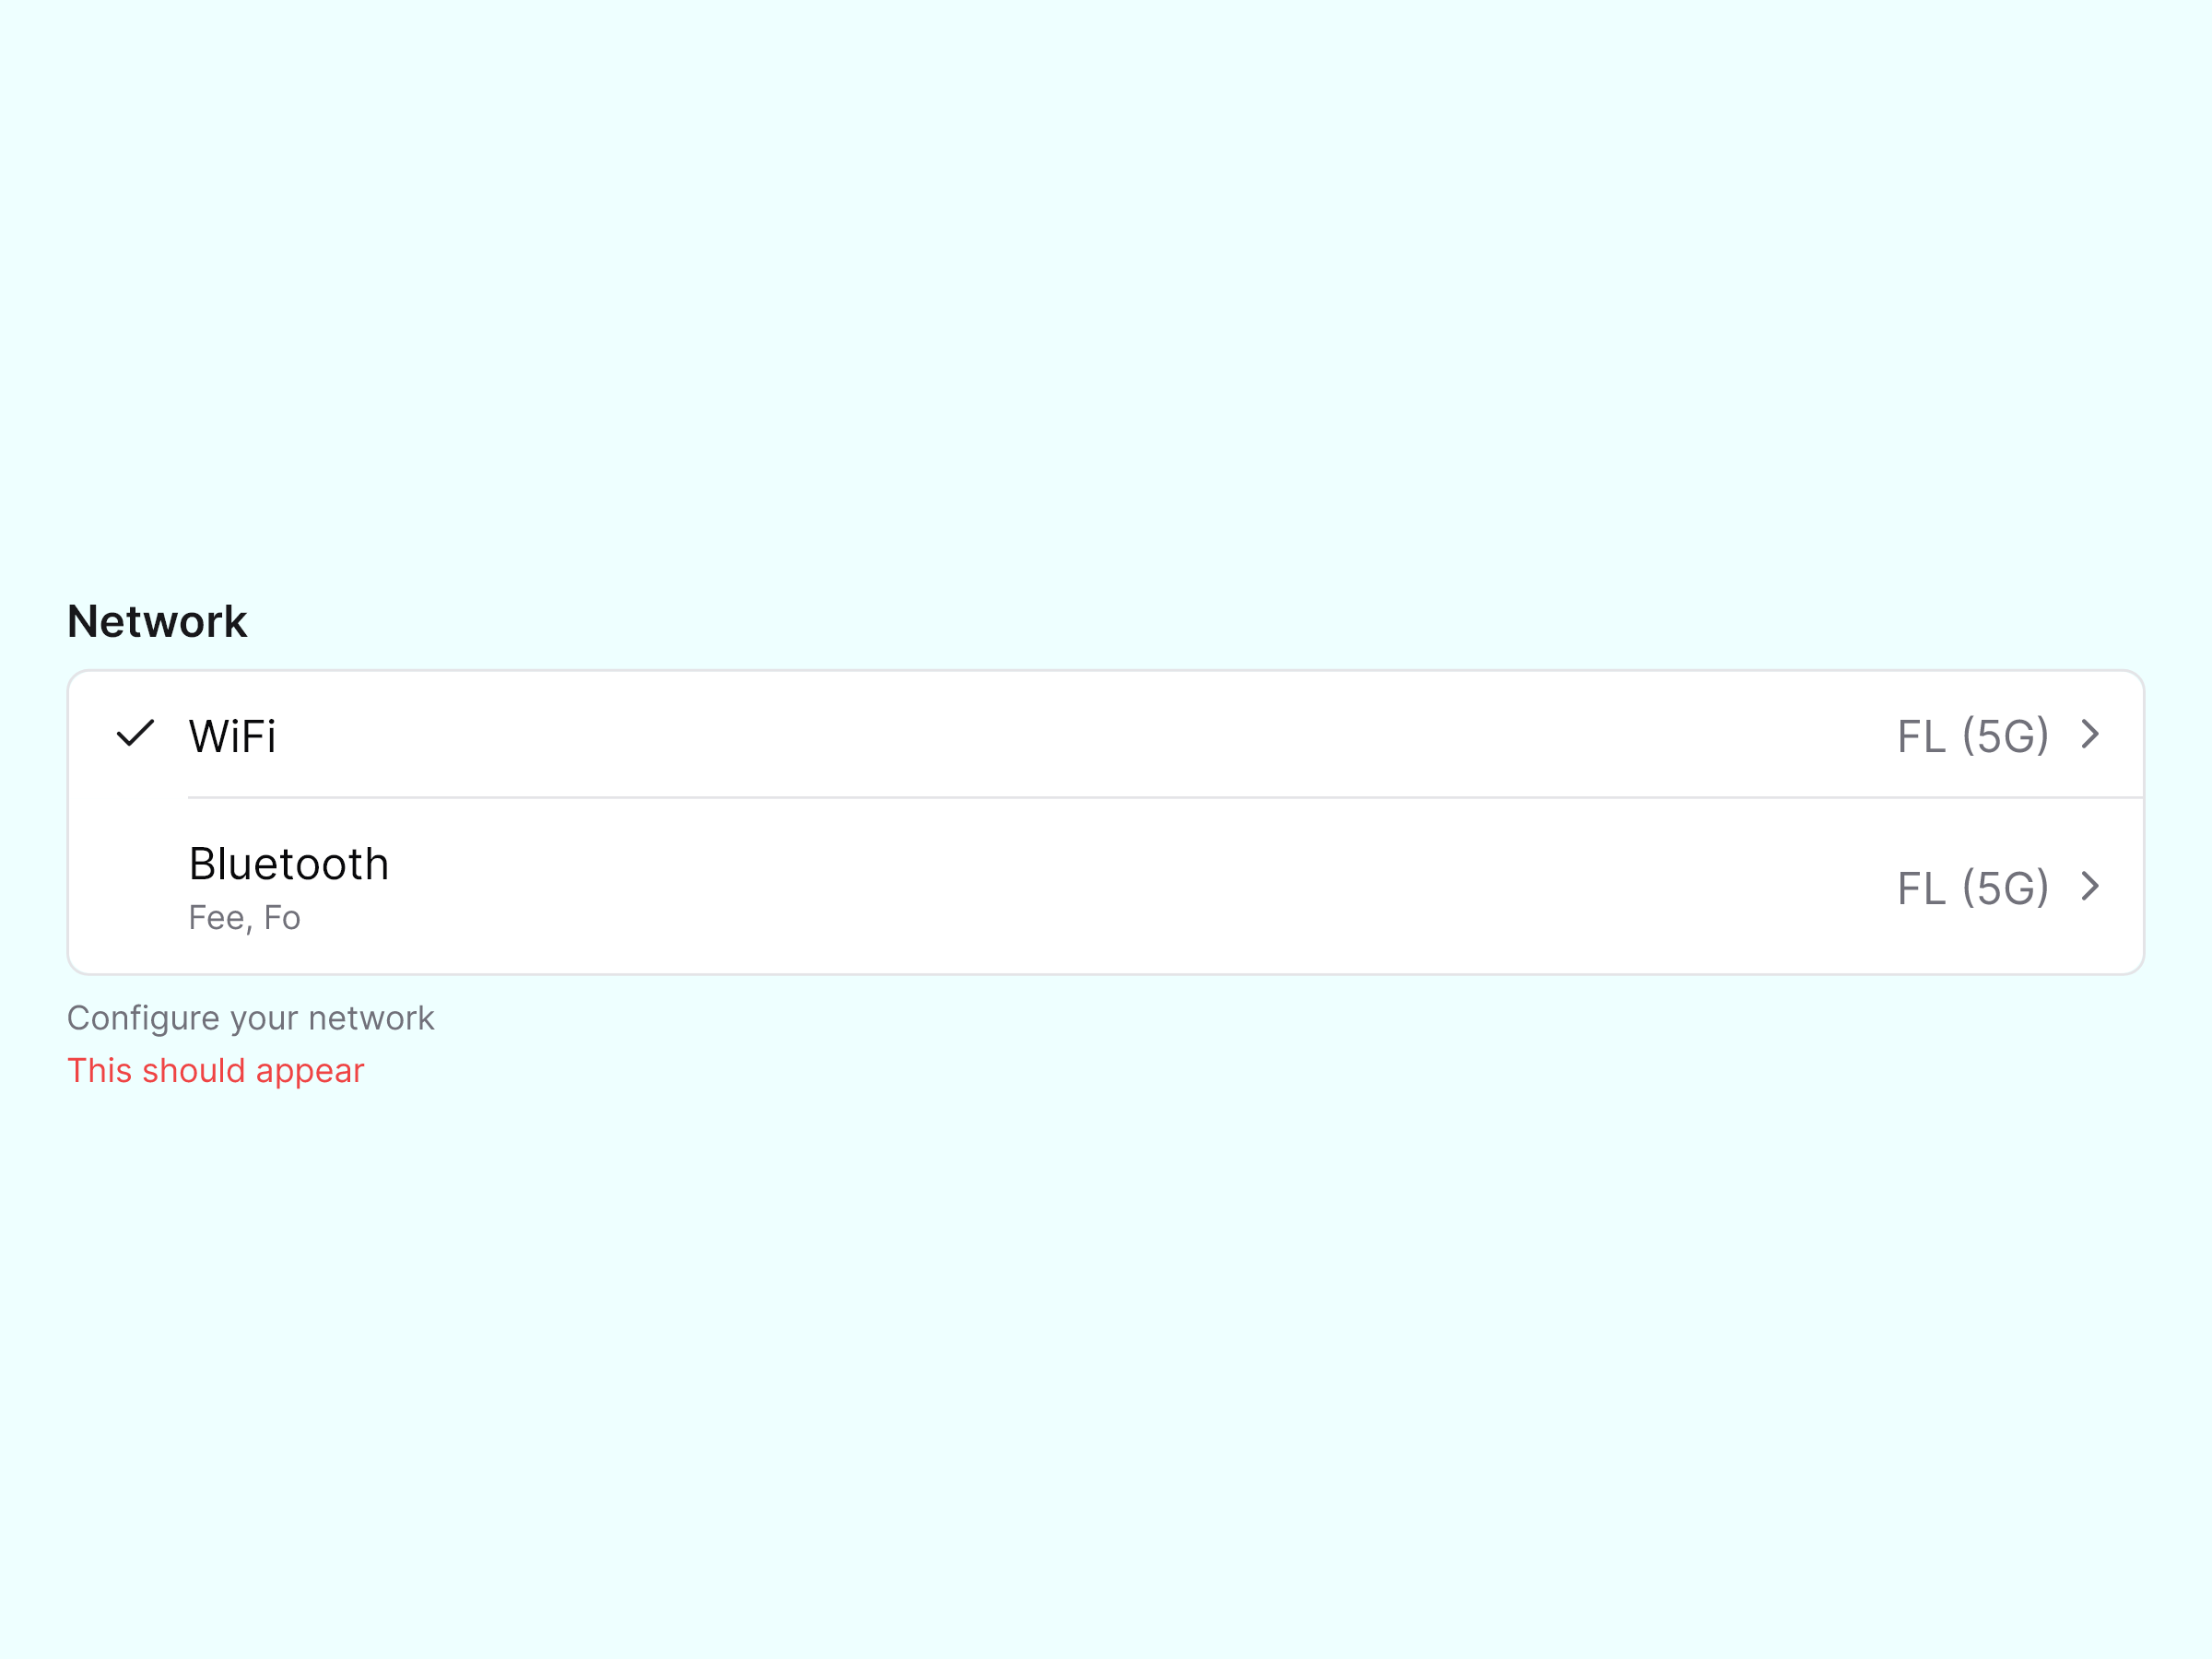 Network
WiFi FL (5G)
Bluetooth FL (5G)
Fee, Fo
Configure your network
This should appear